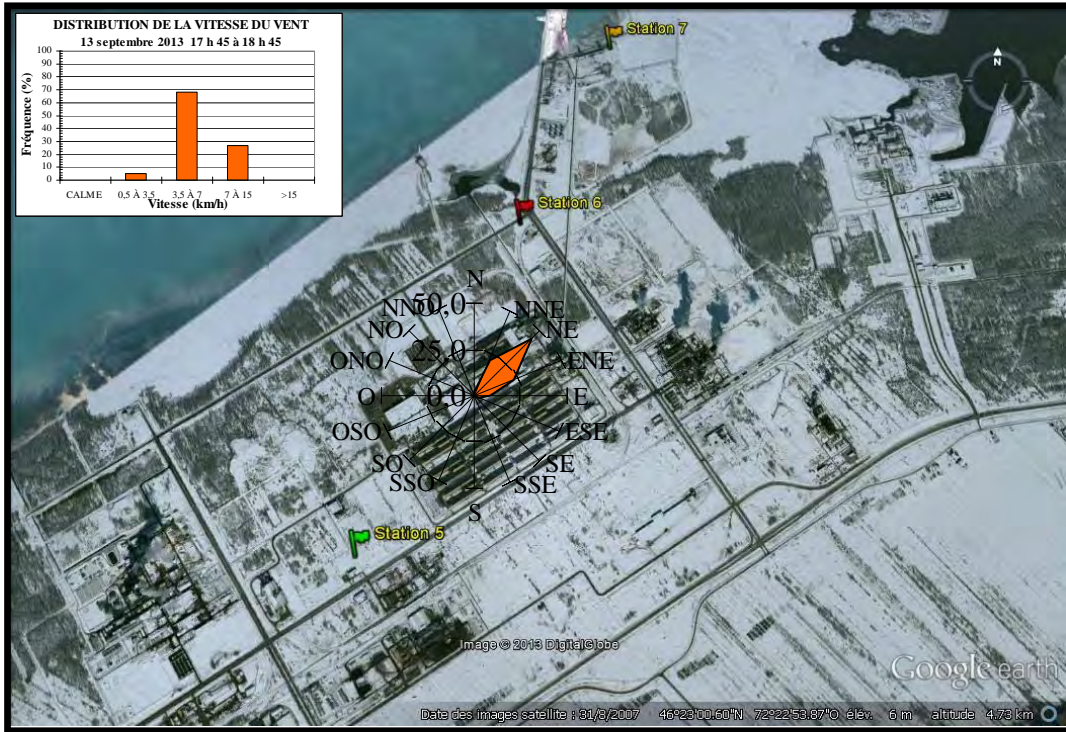 DISTRIBUTION DE LA VITESSE DU VENT
13 septembre 2013 17 h 45 à 18 h 45
Fréquence (%)
100
90
80
70
60
50
40
30
20
10
0
CALME 0,5 À 3,5 3,5 À 7 7 À 15 >15
Vitesse (km/h)
Station 7
N
Station 6
N
NNO 50,0 NNE
NO NE
ONO 25,0 ENE
O 0,0 E
OSO ESE
SO SE
SSO SSE
S
Station 5
Image © 2013 DigitalGlobe
Google earth
Date des images satellite : 31/8/2007 46°23'00.60"N 72°22'53.87"O élév. 6 m altitude 4.73 km